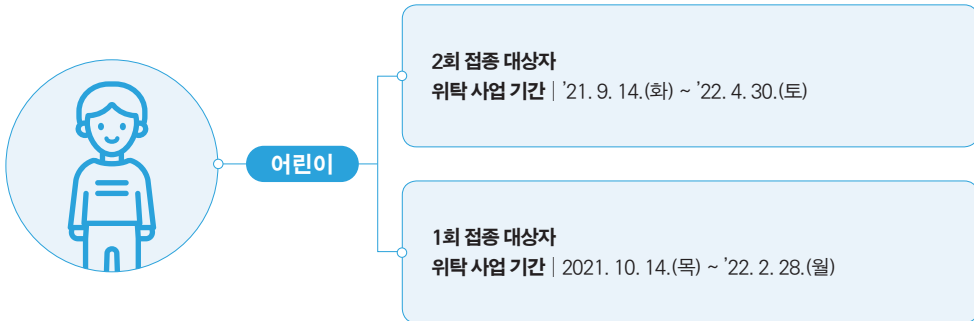 어린이
2회 접종 대상자
위탁 사업 기간 | ’21. 9. 14.(화) ~ ’22. 4. 30.(토)
1회 접종 대상자
위탁 사업 기간 | 2021. 10. 14.(목) ~ ’22. 2. 28.(월)